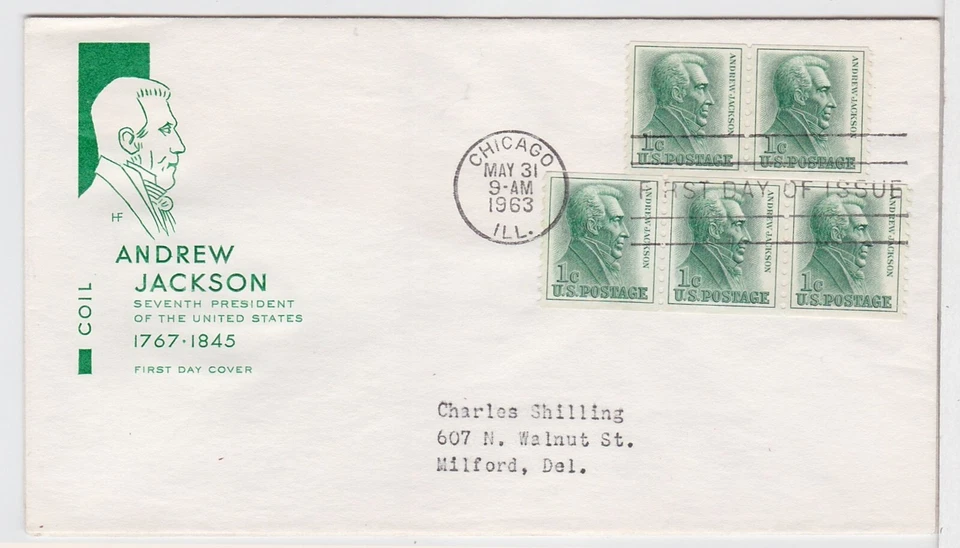 HF
ANDREW
JACKSON
SEVENTH PRESIDENT
OF THE UNITED STATES
1767·1845
FIRST DAY COVER
COIL
CHICAGO
MAY 31
9-AM
1963
ILL.
FIRST DAY OF ISSUE
ANDREW JACKSON
1c
U.S.POSTAGE
ANDREW JACKSON
1c
U.S.POSTAGE
ANDREW JACKSON
1c
U.S.POSTAGE
ANDREW JACKSON
1c
U.S.POSTAGE
ANDREW JACKSON
1c
U.S.POSTAGE
Charles Shilling
607 N. Walnut St.
Milford, Del.